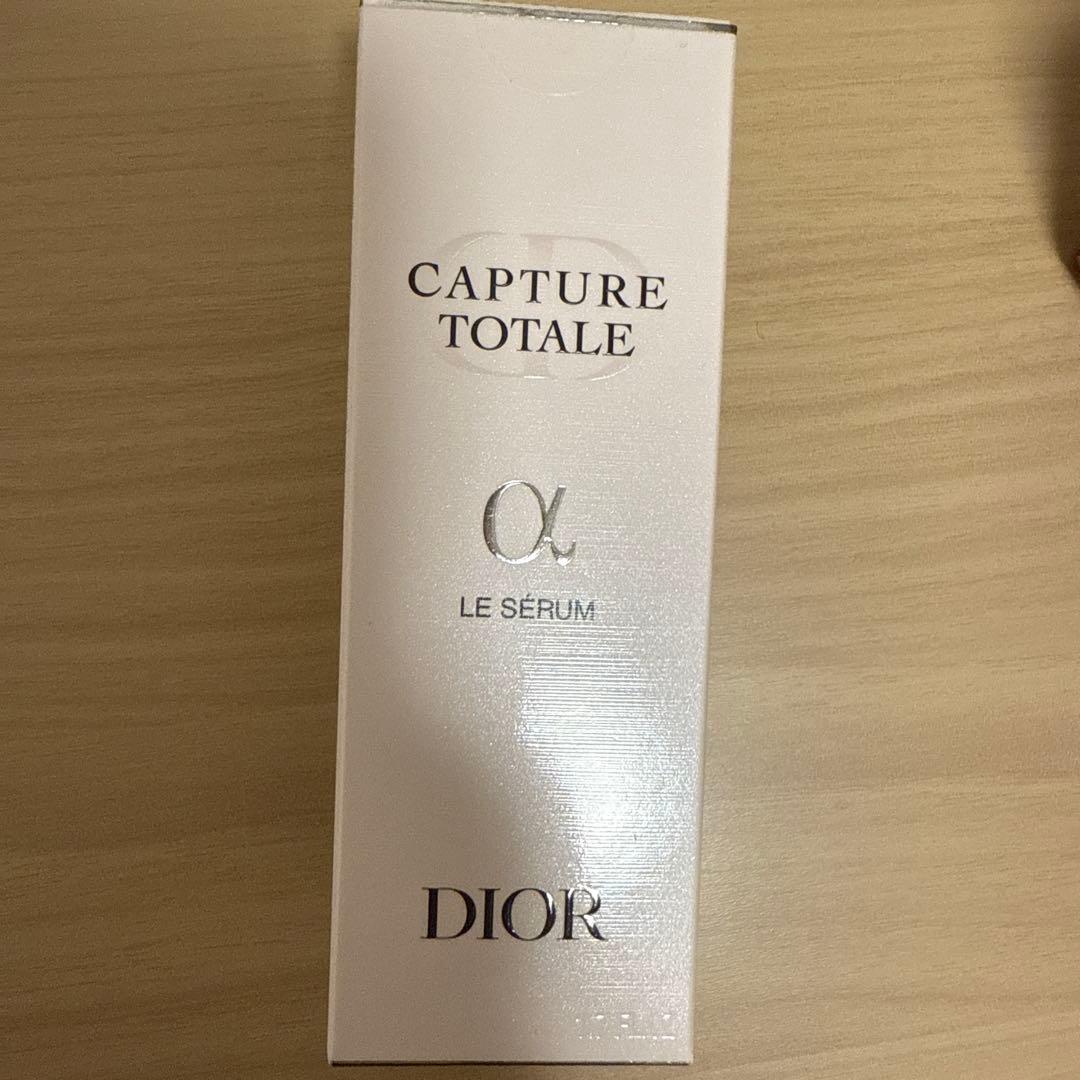 CAPTURE
TOTALE
α
LE SÉRUM
DIOR